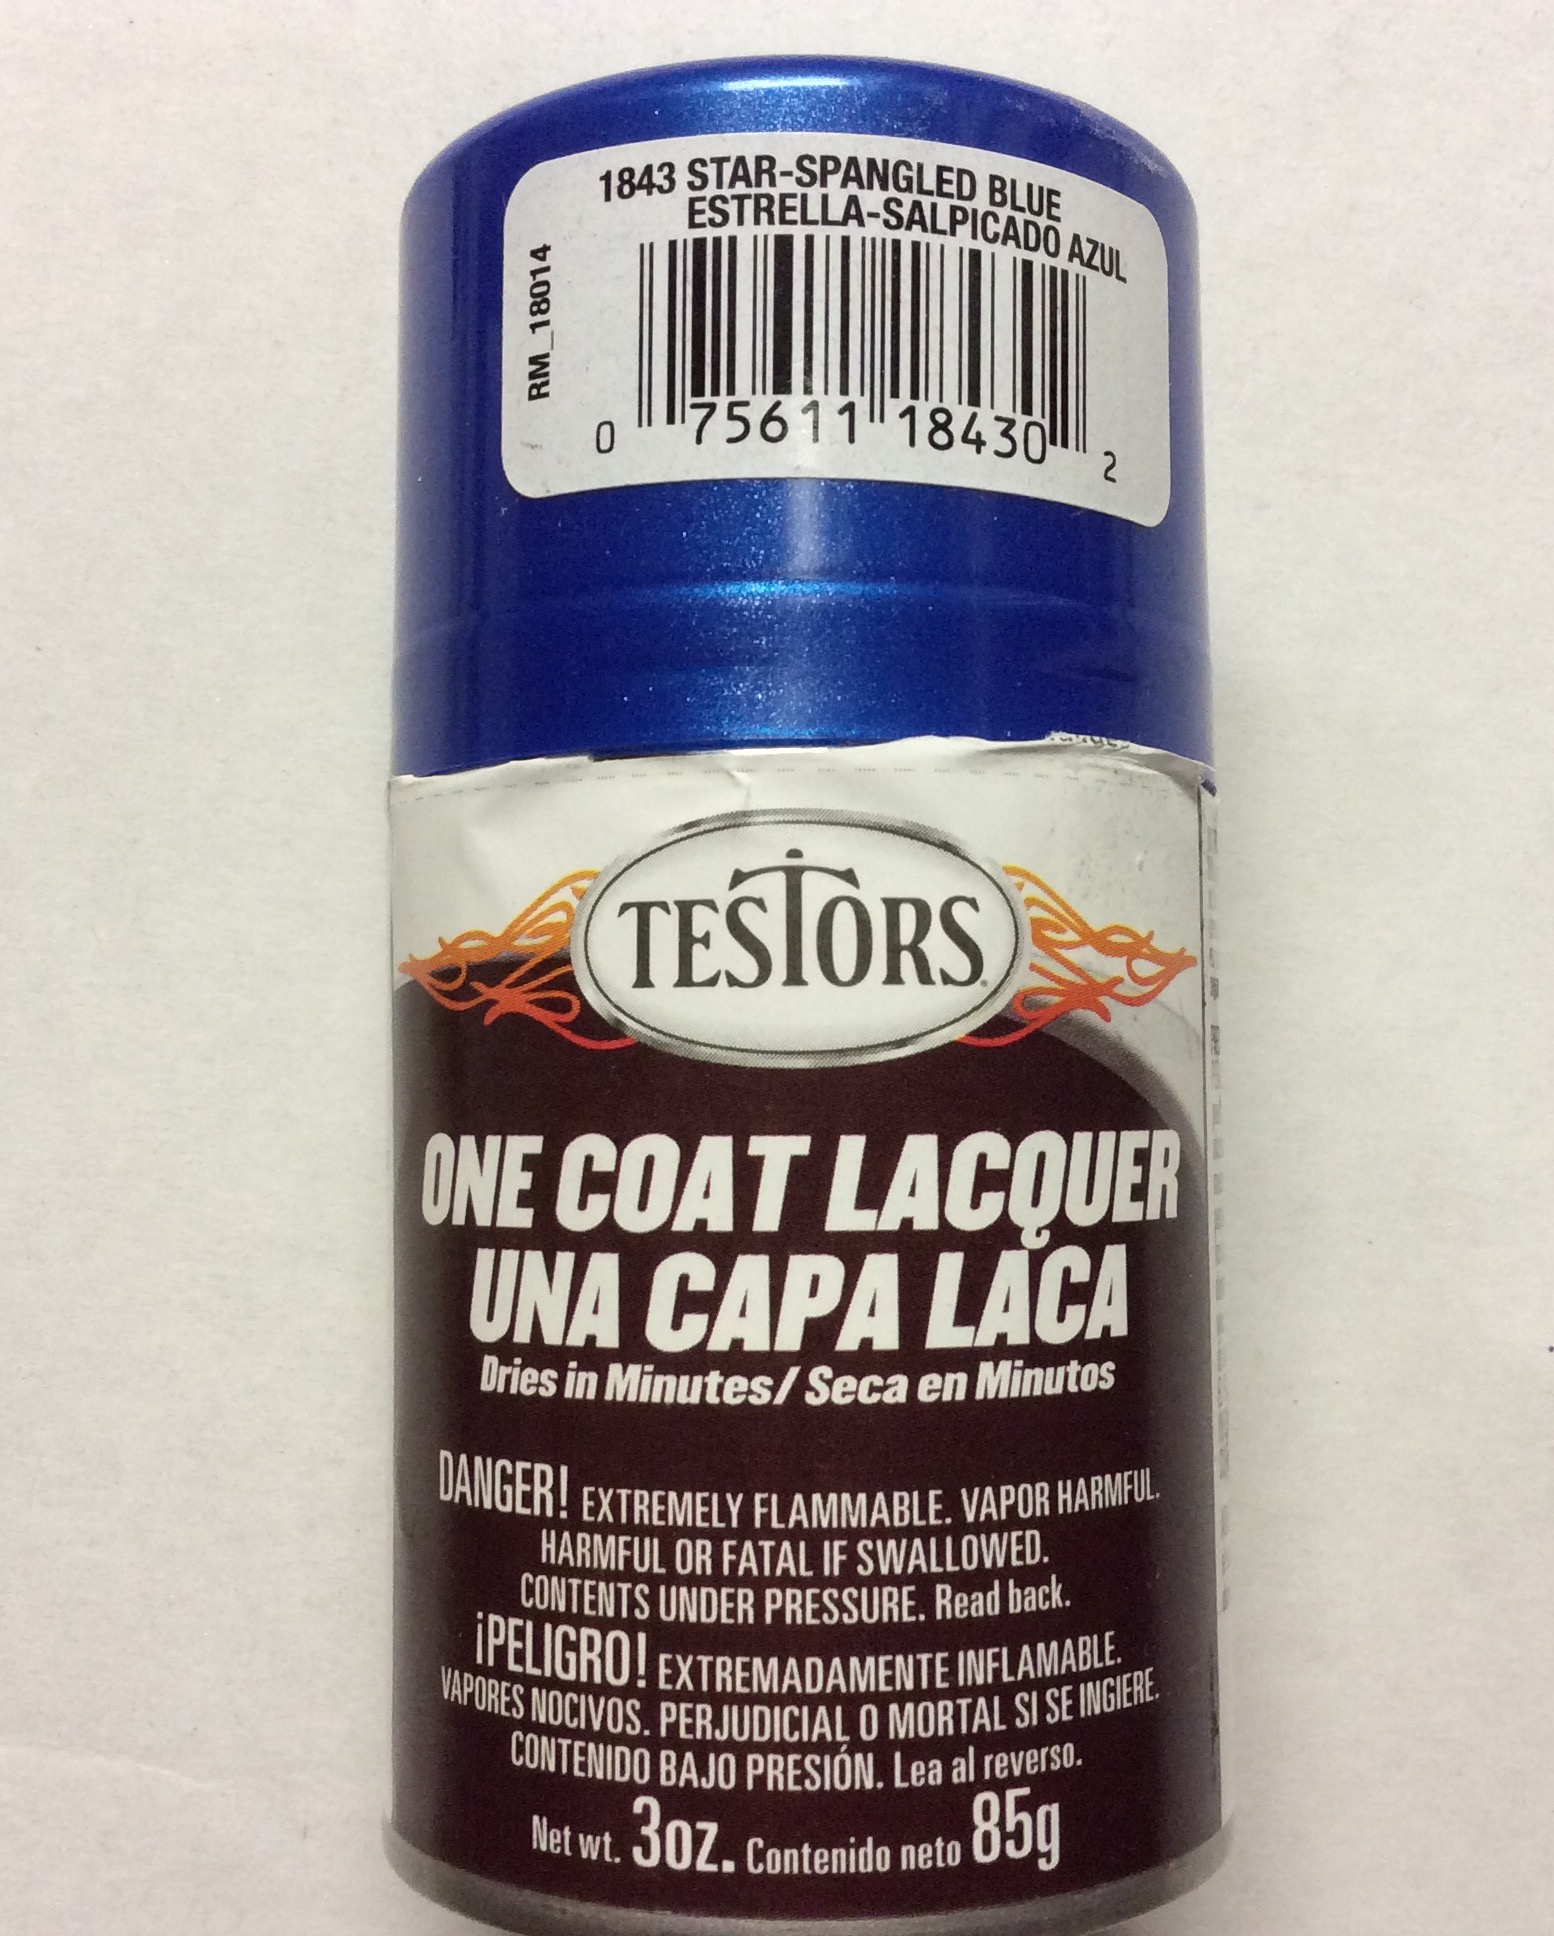 1843 STAR-SPANGLED BLUE
ESTRELLA-SALPICADO AZUL
RM_18014
0 75611 18430 2
TESTORS
ONE COAT LACQUER
UNA CAPA LACA
Dries in Minutes/ Seca en Minutos
DANGER! EXTREMELY FLAMMABLE. VAPOR HARMFUL.
HARMFUL OR FATAL IF SWALLOWED.
CONTENTS UNDER PRESSURE. Read back.
¡PELIGRO! EXTREMADAMENTE INFLAMABLE.
VAPORES NOCIVOS. PERJUDICIAL O MORTAL SI SE INGIERE.
CONTENIDO BAJO PRESIÓN. Lea al reverso.
Net wt. 3oz. Contenido neto 85g